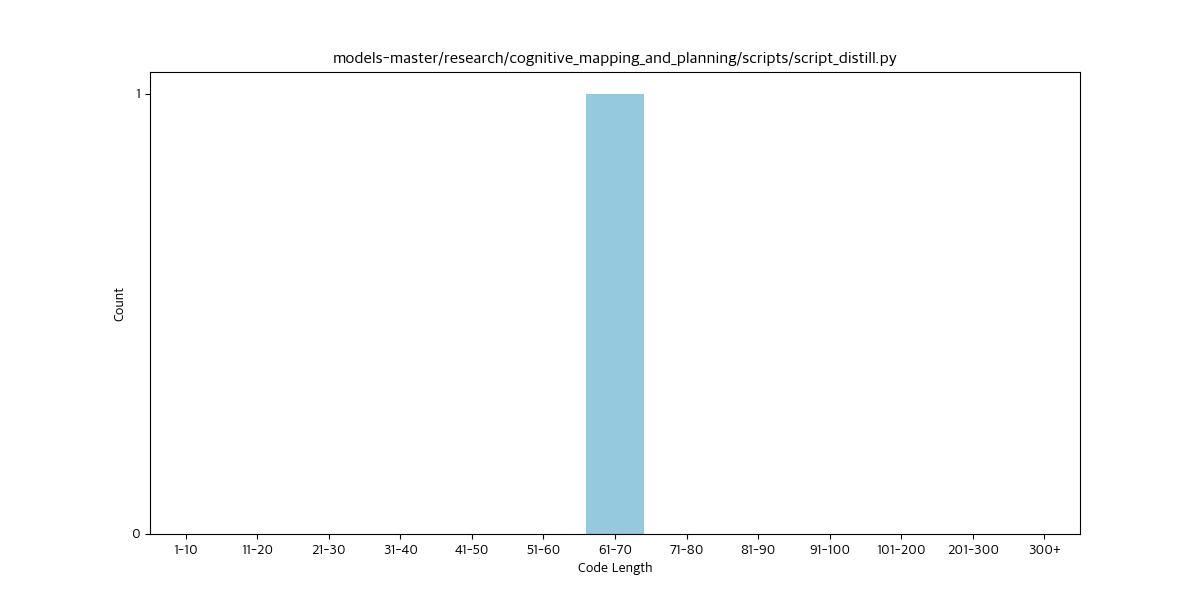 models-master/research/cognitive_mapping_and_planning/scripts/script_distill.py
1
Count
0
1-10 11-20 21-30 31-40 41-50 51-60 61-70 71-80 81-90 91-100 101-200 201-300 300+
Code Length